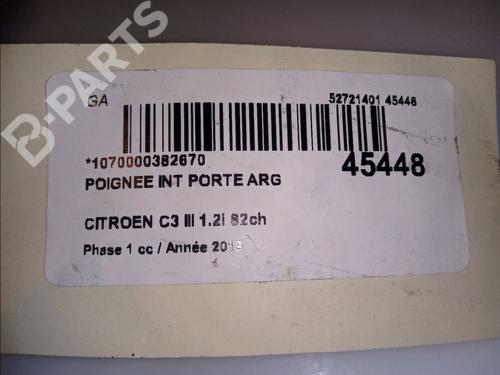 B-PARTS
GA
52721401 45448
*1070000382670
45448
POIGNEE INT PORTE ARG
CITROEN C3 III 1.2i 82ch
Phase 1 cc / Année 2019